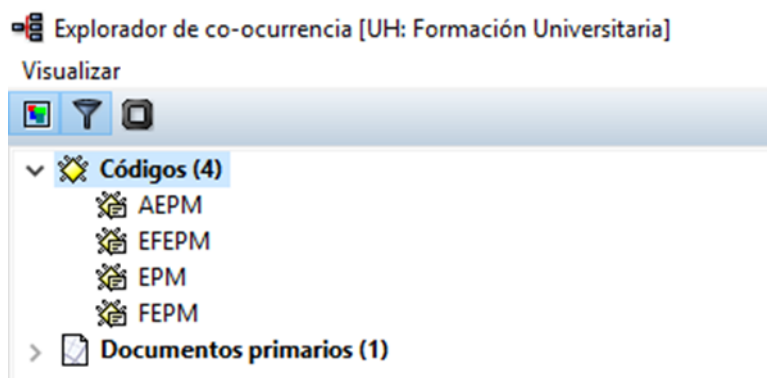 Explorador de co-ocurrencia [UH: Formación Universitaria]
Visualizar
Códigos (4)
AEPM
EFEPM
EPM
FEPM
Documentos primarios (1)